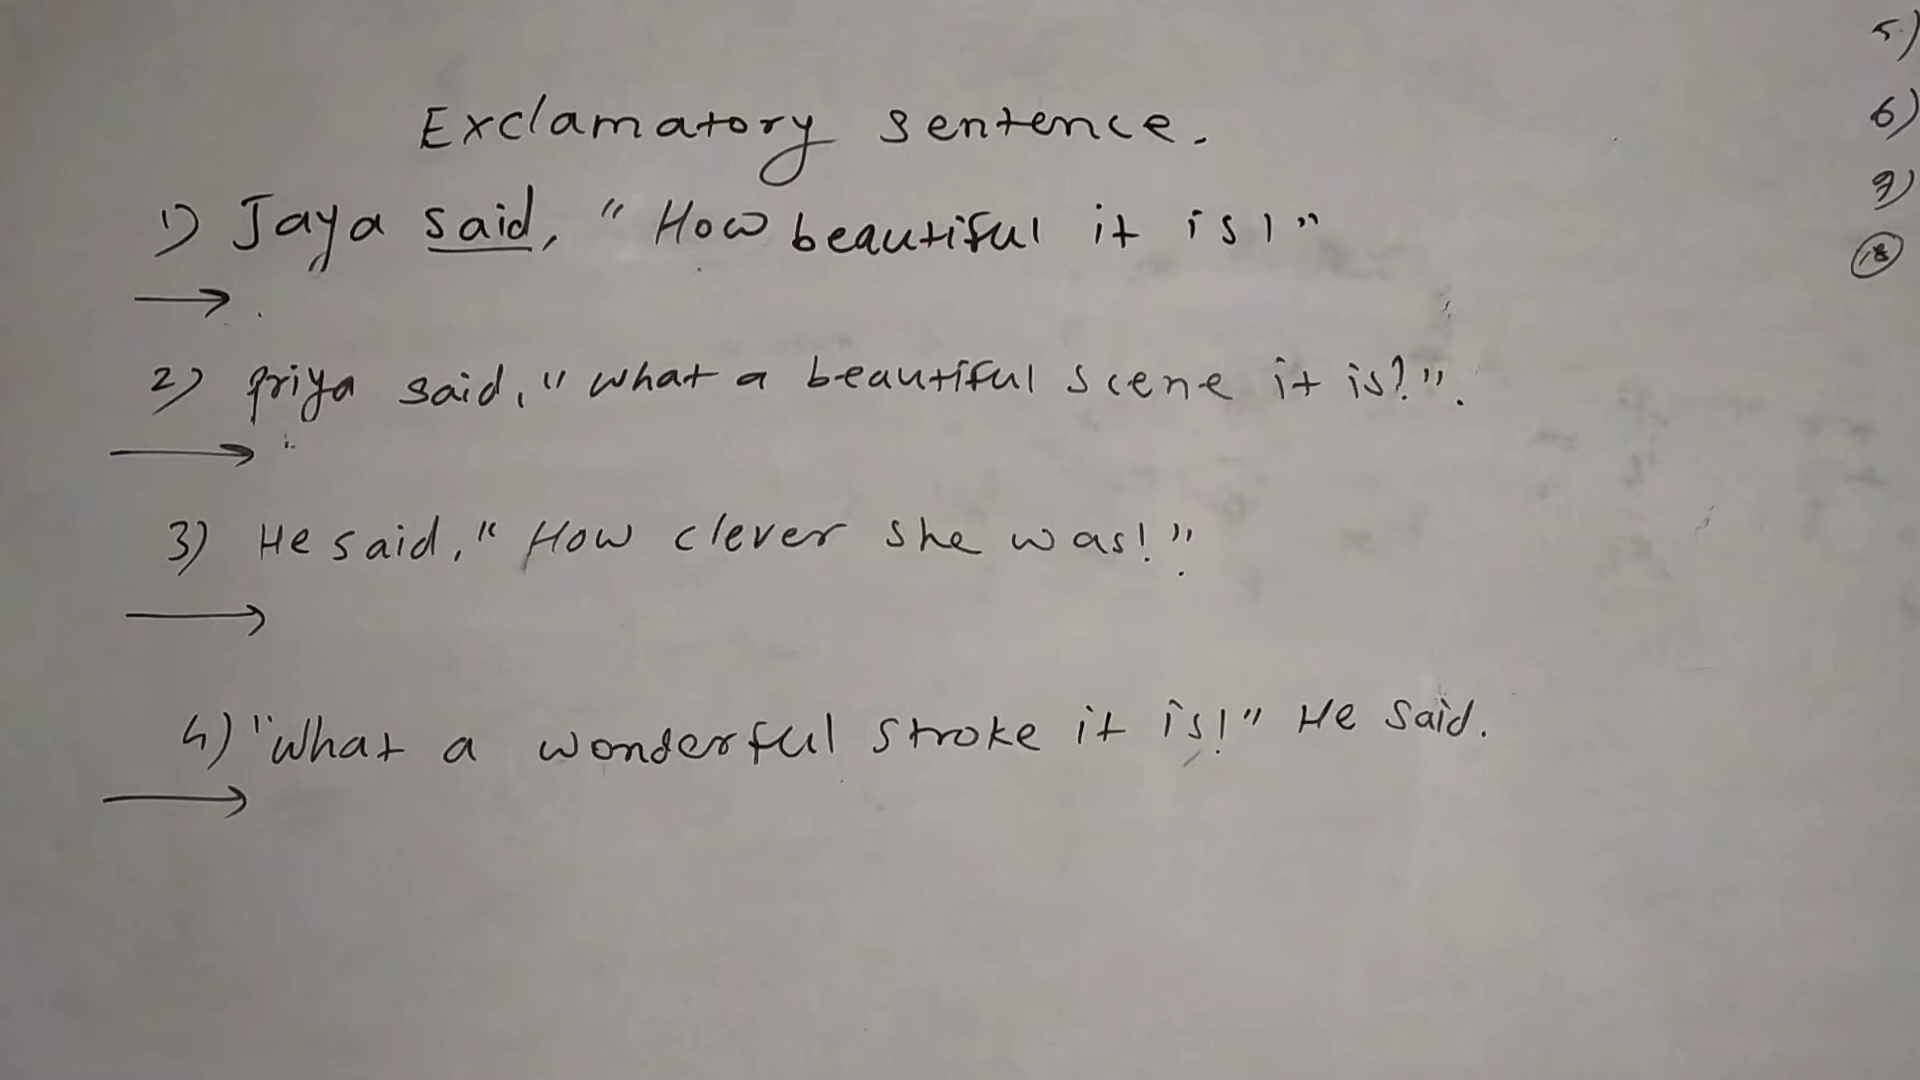 Exclamatory sentence.
1) Jaya said, "How beautiful it is!"
→
2) priya said, "what a beautiful scene it is?".
→
3) He said, "How clever she was!".
→
4) "What a wonderful stroke it is!" He said.
→
5)
6)
7)